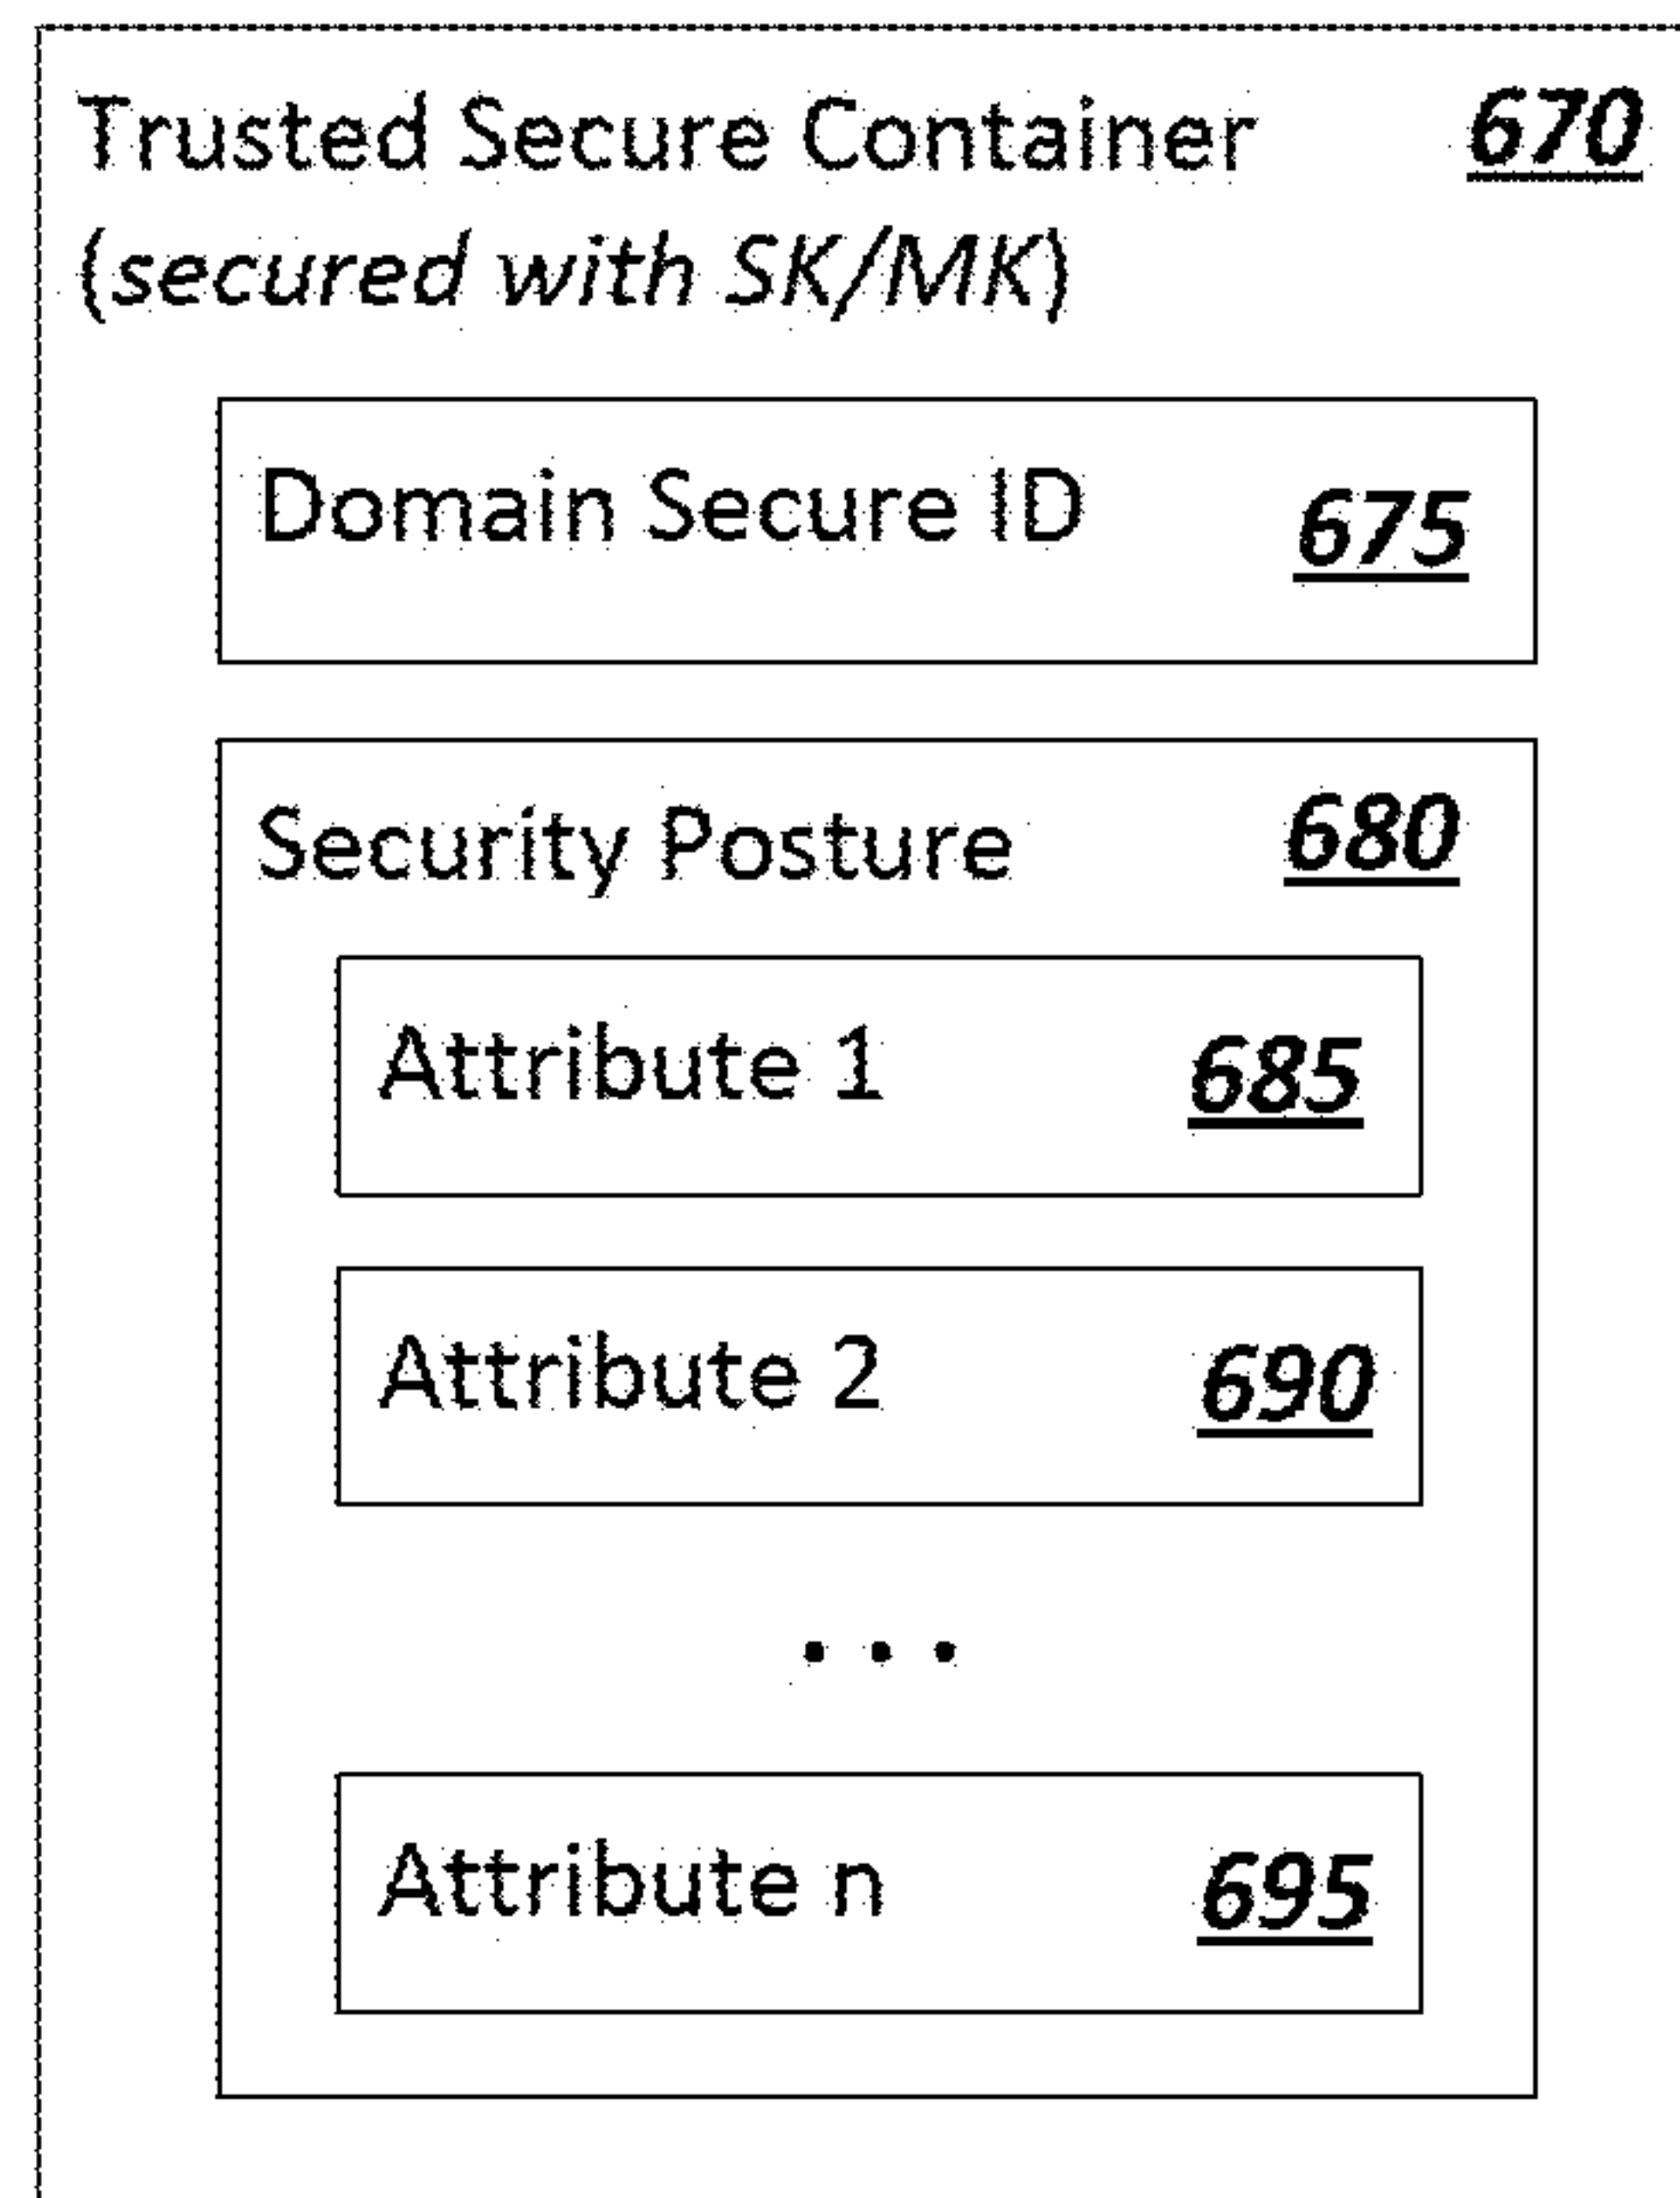 Trusted Secure Container 670
(secured with SK/MK)
Domain Secure ID 675
Security Posture 680
Attribute 1 685
Attribute 2 690
...
Attribute n 695